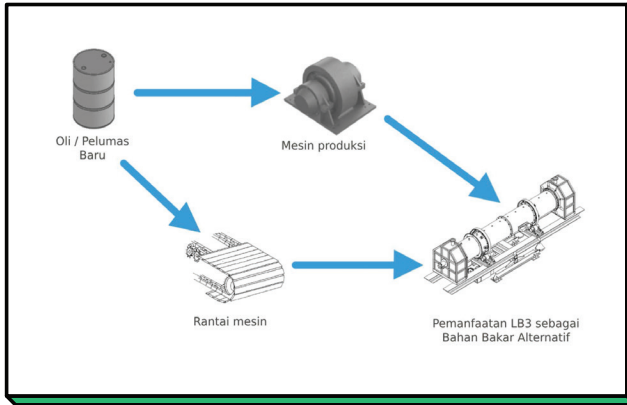 Oli / Pelumas
Baru
Mesin produksi
Rantai mesin
Pemanfaatan LB3 sebagai
Bahan Bakar Alternatif